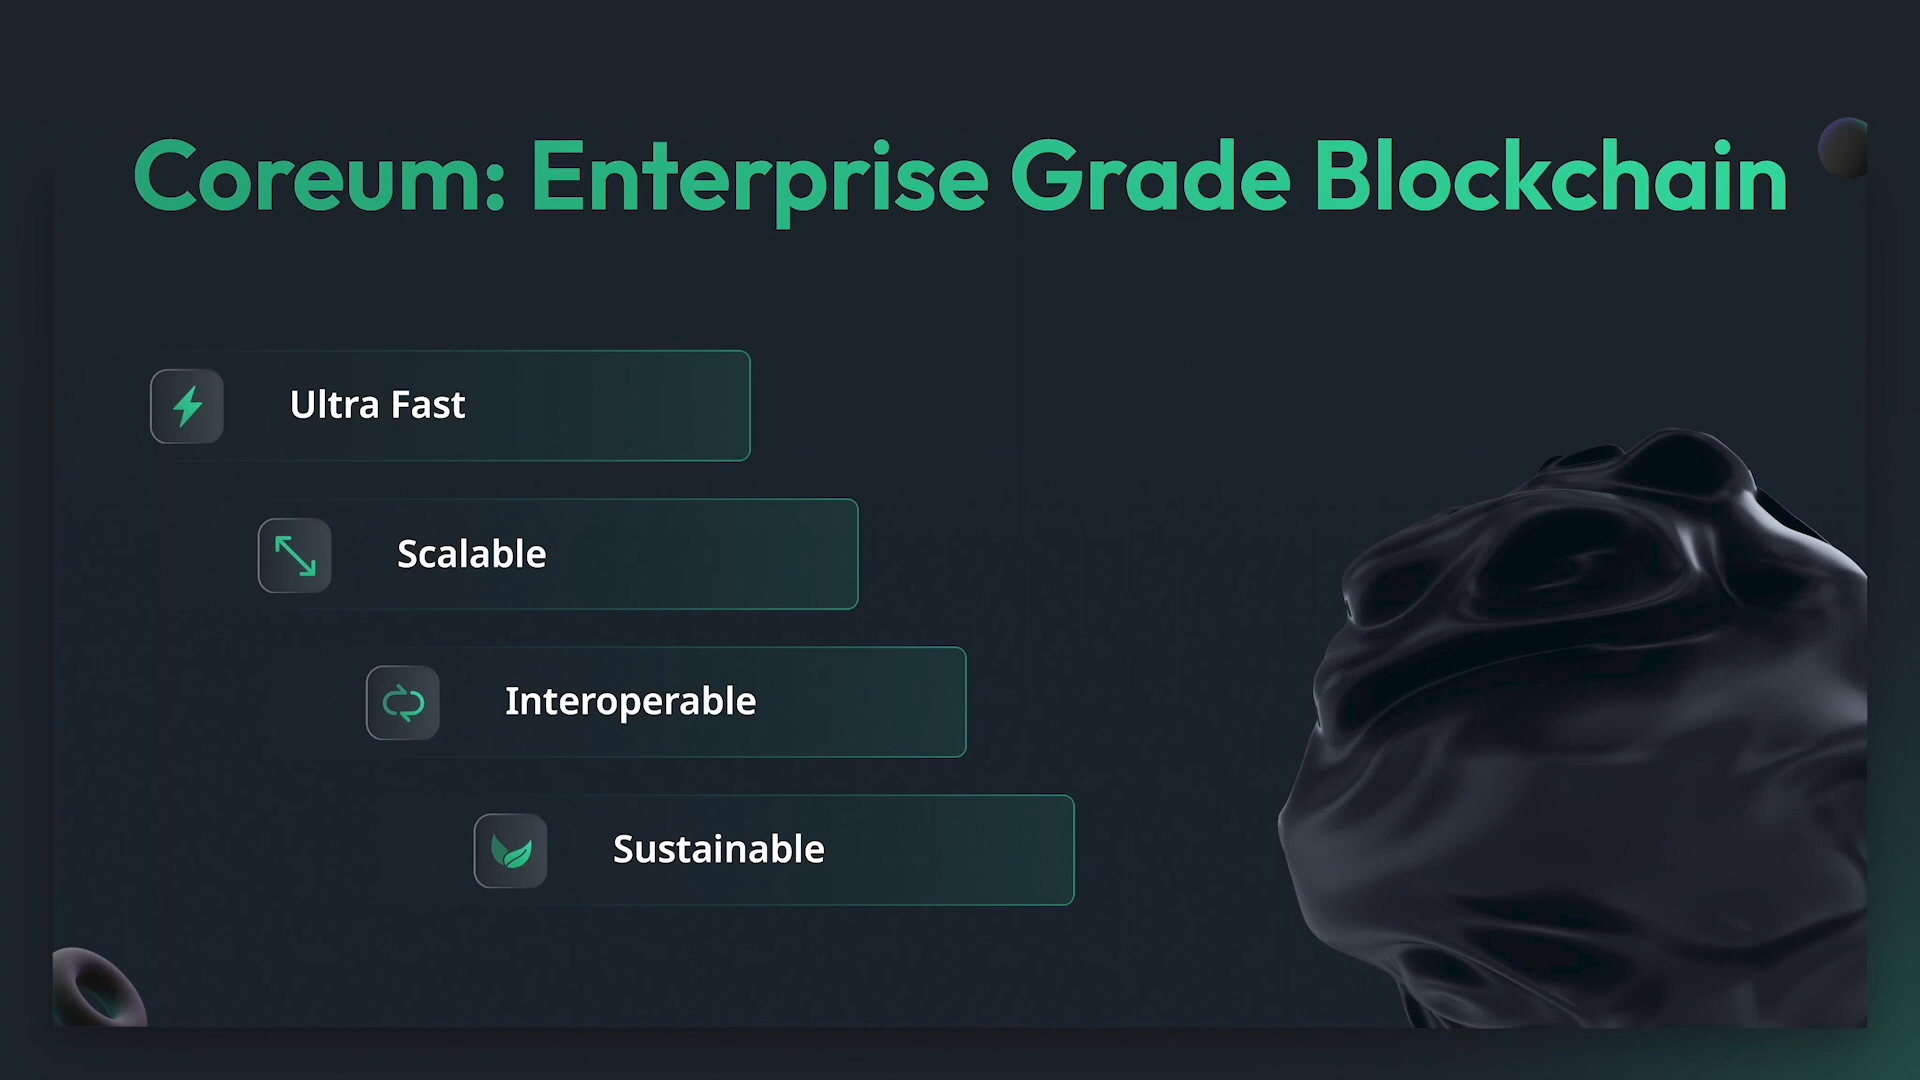 Coreum: Enterprise Grade Blockchain
Ultra Fast
Scalable
Interoperable
Sustainable